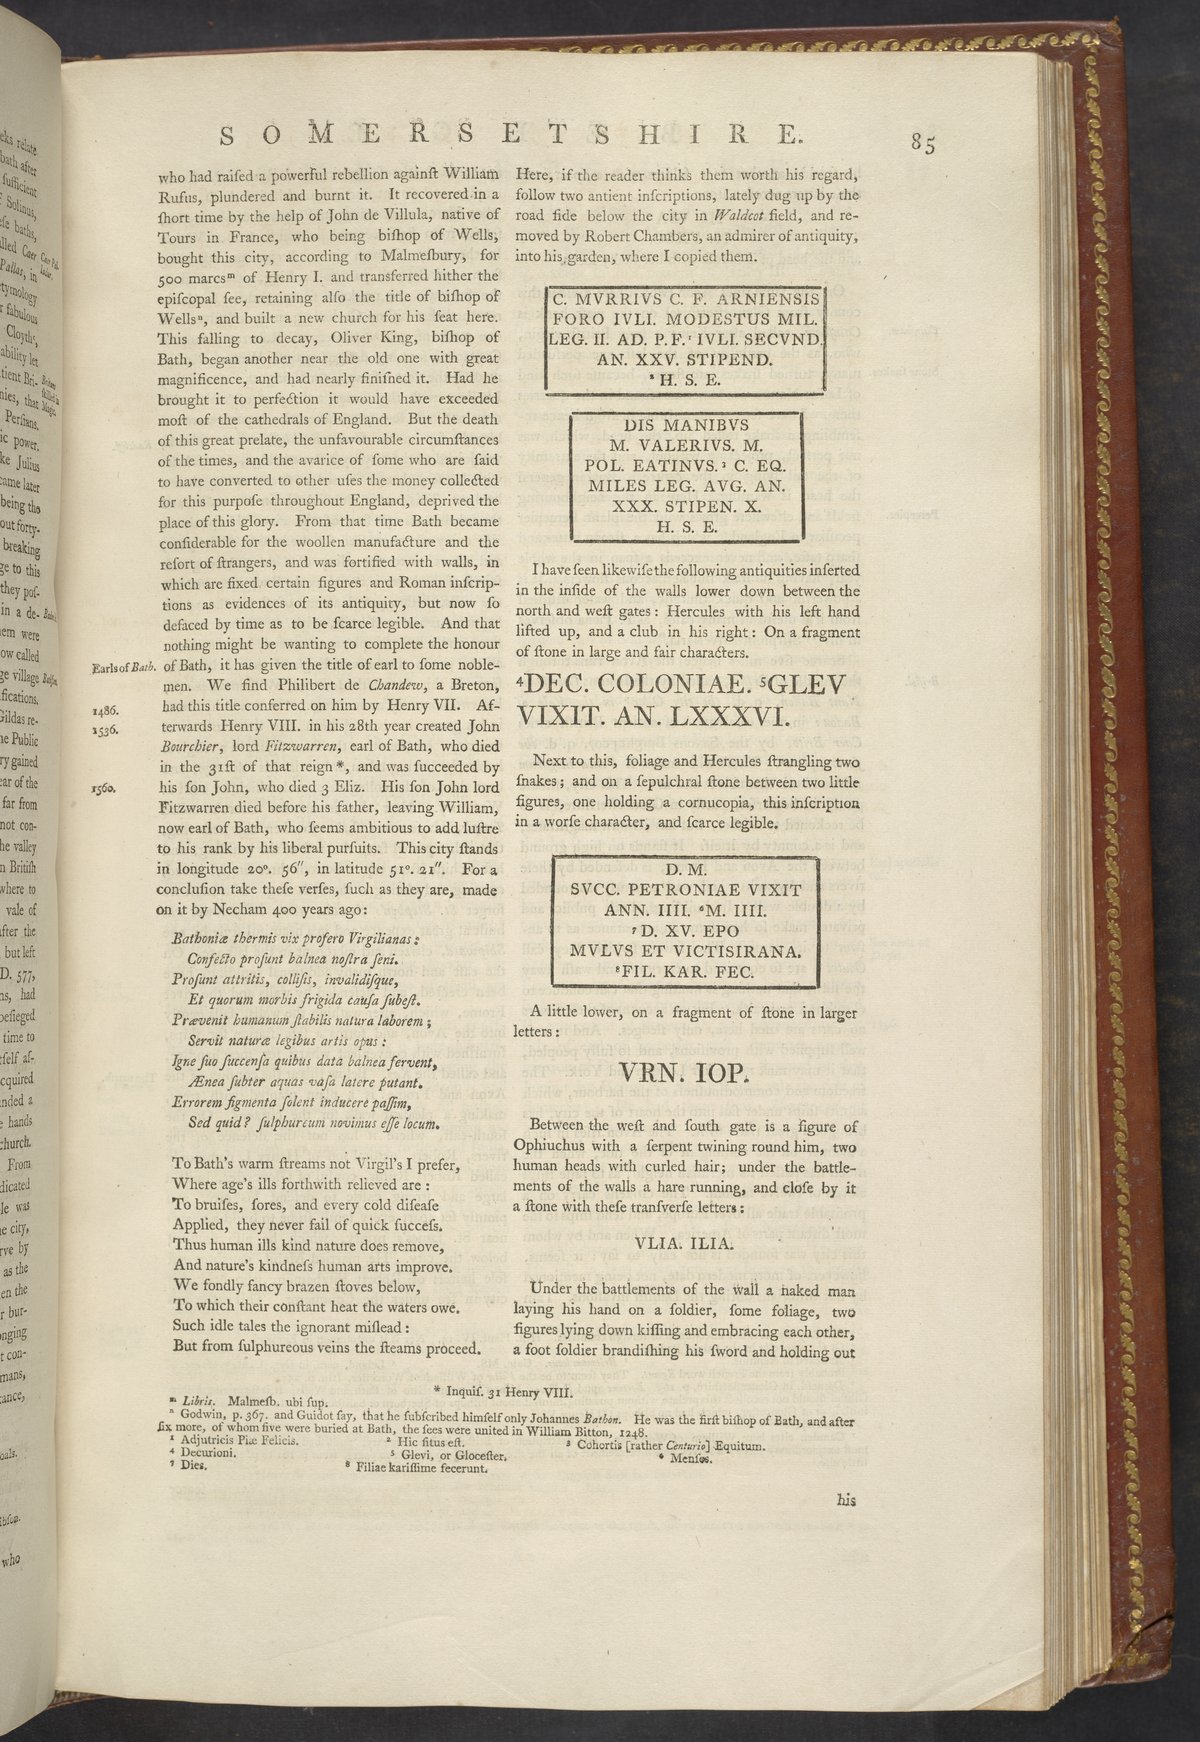 SOMERSETSHIRE.
85
who had raiſed a powerful rebellion againſt William
Rufus, plundered and burnt it. It recovered in a
ſhort time by the help of John de Villula, native of
Tours in France, who being biſhop of Wells,
bought this city, according to Malmeſbury, for
500 marcsᵐ of Henry I. and transferred hither the
epiſcopal ſee, retaining alſo the title of biſhop of
Wellsⁿ, and built a new church for his ſeat here.
This falling to decay, Oliver King, biſhop of
Bath, began another near the old one with great
magnificence, and had nearly finiſhed it. Had he
brought it to perfection it would have exceeded
moſt of the cathedrals of England. But the death
of this great prelate, the unfavourable circumſtances
of the times, and the avarice of ſome who are ſaid
to have converted to other uſes the money collected
for this purpoſe throughout England, deprived the
place of this glory. From that time Bath became
conſiderable for the woollen manufacture and the
reſort of ſtrangers, and was fortified with walls, in
which are fixed certain figures and Roman inſcrip-
tions as evidences of its antiquity, but now ſo
defaced by time as to be ſcarce legible. And that
nothing might be wanting to complete the honour
Earls of Bath.
of Bath, it has given the title of earl to ſome noble-
men. We find Philibert de Chandew, a Breton,
1486.
had this title conferred on him by Henry VII. Af-
1536.
terwards Henry VIII. in his 28th year created John
Bourchier, lord Fitzwarren, earl of Bath, who died
in the 31ſt of that reign*, and was ſucceeded by
1560.
his ſon John, who died 3 Eliz. His ſon John lord
Fitzwarren died before his father, leaving William,
now earl of Bath, who ſeems ambitious to add luſtre
to his rank by his liberal purſuits. This city ſtands
in longitude 20°. 56″, in latitude 51°. 21″. For a
concluſion take theſe verſes, ſuch as they are, made
on it by Necham 400 years ago:
Bathoniæ thermis vix profero Virgilianas:
Confecto proſunt balnea noſtra ſeni.
Proſunt attritis, colliſis, invalidiſque,
Et quorum morbis frigida cauſa ſubeſt.
Prævenit humanum ſtabilis natura laborem;
Servit naturæ legibus artis opus:
Igne ſuo ſuccenſa quibus data balnea fervent,
Ænea ſubter aquas vaſa latere putant.
Errorem figmenta ſolent inducere paſſim,
Sed quid? ſulphureum novimus eſſe locum.
To Bath's warm ſtreams not Virgil's I prefer,
Where age's ills forthwith relieved are:
To bruiſes, ſores, and every cold diſeaſe
Applied, they never fail of quick ſucceſs.
Thus human ills kind nature does remove,
And nature's kindneſs human arts improve.
We fondly fancy brazen ſtoves below,
To which their conſtant heat the waters owe.
Such idle tales the ignorant miſlead:
But from ſulphureous veins the ſteams proceed.
Here, if the reader thinks them worth his regard,
follow two antient inſcriptions, lately dug up by the
road ſide below the city in Waldcot field, and re-
moved by Robert Chambers, an admirer of antiquity,
into his garden, where I copied them.
C. MVRRIVS C. F. ARNIENSIS
FORO IVLI. MODESTUS MIL.
LEG. II. AD. P.F.¹ IVLI. SECVND.
AN. XXV. STIPEND.
² H. S. E.
DIS MANIBVS
M. VALERIVS. M.
POL. EATINVS.³ C. EQ.
MILES LEG. AVG. AN.
XXX. STIPEN. X.
H. S. E.
I have ſeen likewiſe the following antiquities inſerted
in the inſide of the walls lower down between the
north and weſt gates: Hercules with his left hand
lifted up, and a club in his right: On a fragment
of ſtone in large and fair characters.
⁴DEC. COLONIAE. ⁵GLEV
VIXIT. AN. LXXXVI.
Next to this, foliage and Hercules ſtrangling two
ſnakes; and on a ſepulchral ſtone between two little
figures, one holding a cornucopia, this inſcription
in a worſe character, and ſcarce legible.
D. M.
SVCC. PETRONIAE VIXIT
ANN. IIII. ⁶M. IIII.
⁷ D. XV. EPO
MVLVS ET VICTISIRANA.
⁸FIL. KAR. FEC.
A little lower, on a fragment of ſtone in larger
letters:
VRN. IOP.
Between the weſt and ſouth gate is a figure of
Ophiuchus with a ſerpent twining round him, two
human heads with curled hair; under the battle-
ments of the walls a hare running, and cloſe by it
a ſtone with theſe tranſverſe letters:
VLIA. ILIA.
Under the battlements of the wall a naked man
laying his hand on a ſoldier, ſome foliage, two
figures lying down kiſſing and embracing each other,
a foot ſoldier brandiſhing his ſword and holding out
* Inquiſ. 31 Henry VIII.
ᵐ Libris. Malmeſb. ubi ſup.
ⁿ Godwin, p. 367. and Guidot ſay, that he ſubſcribed himſelf only Johannes Bathon. He was the firſt biſhop of Bath, and after
ſix more, of whom five were buried at Bath, the ſees were united in William Bitton, 1248.
¹ Adjutricis Piæ Felicis. ² Hic ſitus eſt. ³ Cohortis [rather Centurio] Equitum.
⁴ Decurioni. ⁵ Glevi, or Gloceſter. ⁶ Menſes.
⁷ Dies. ⁸ Filiae kariſſime fecerunt.
his